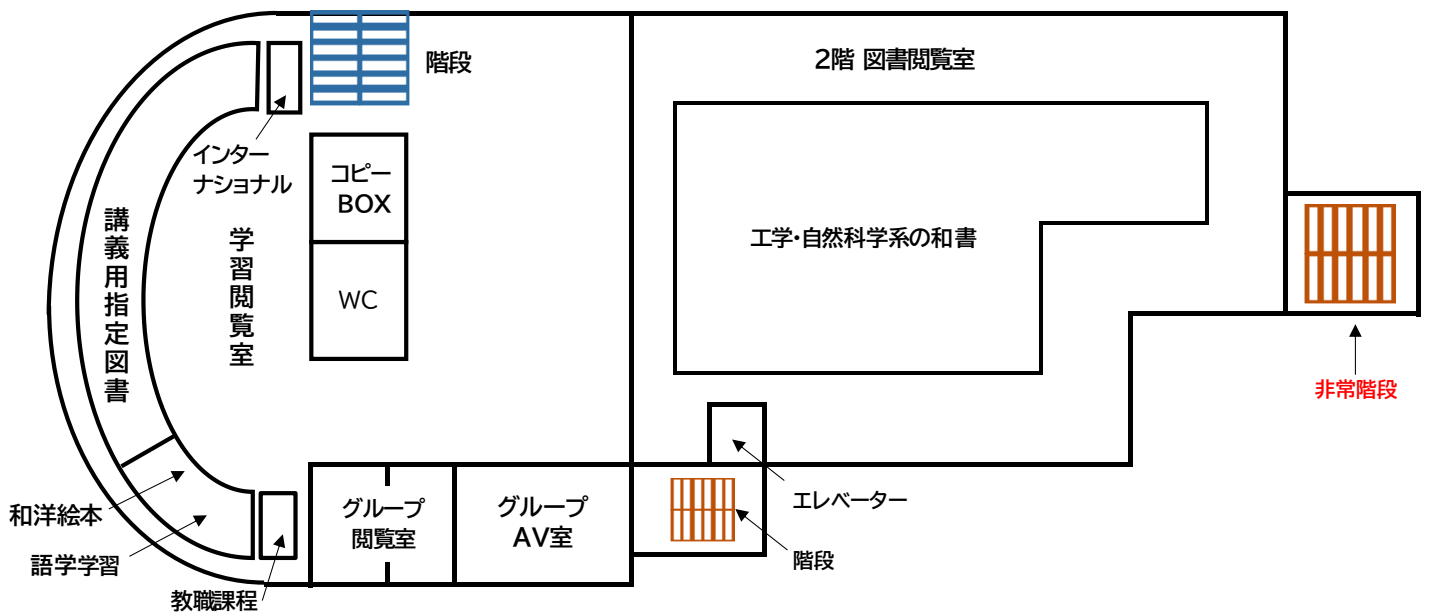 階段
2階 図書閲覧室
インター
ナショナル
コピー
BOX
講義用指定図書
学習閲覧室
工学・自然科学系の和書
WC
非常階段
和洋絵本
グループ
閲覧室
グループ
AV室
エレベーター
語学学習
階段
教職課程